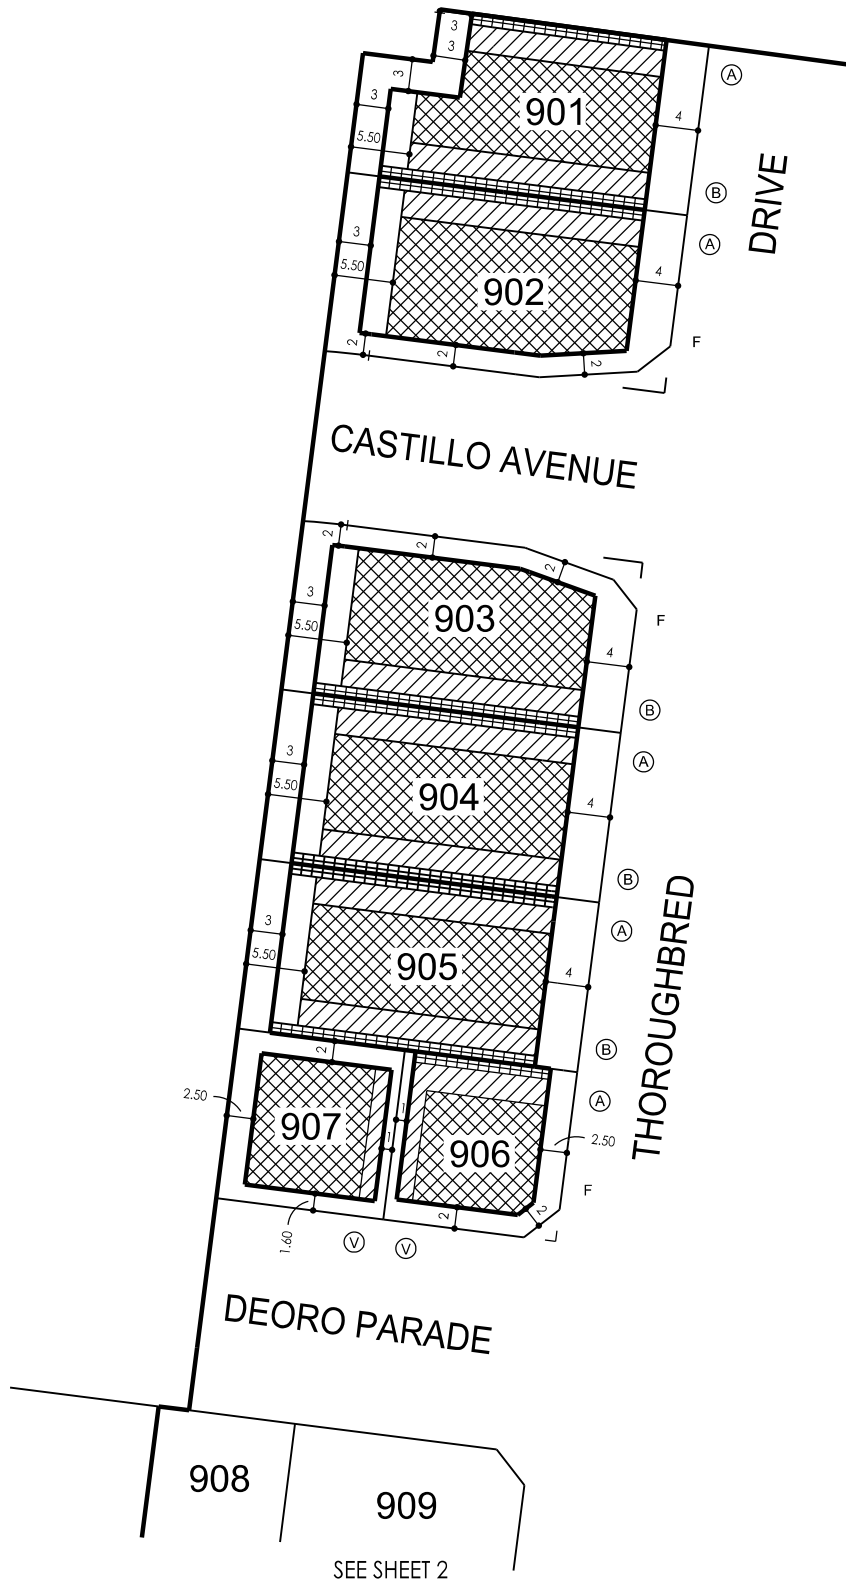 3
3
3
A
3
901
4
5.50
DRIVE
B
A
3
5.50
4
902
F
2
2
2
CASTILLO AVENUE
2
2
2
3
903
F
5.50
4
B
A
3
5.50
904
4
B
THOROUGHBRED
A
3
5.50
905
4
B
2
A
2.50
1
907
1
906
2.50
F
2
2
1.60
V
V
DEORO PARADE
908
909
SEE SHEET 2